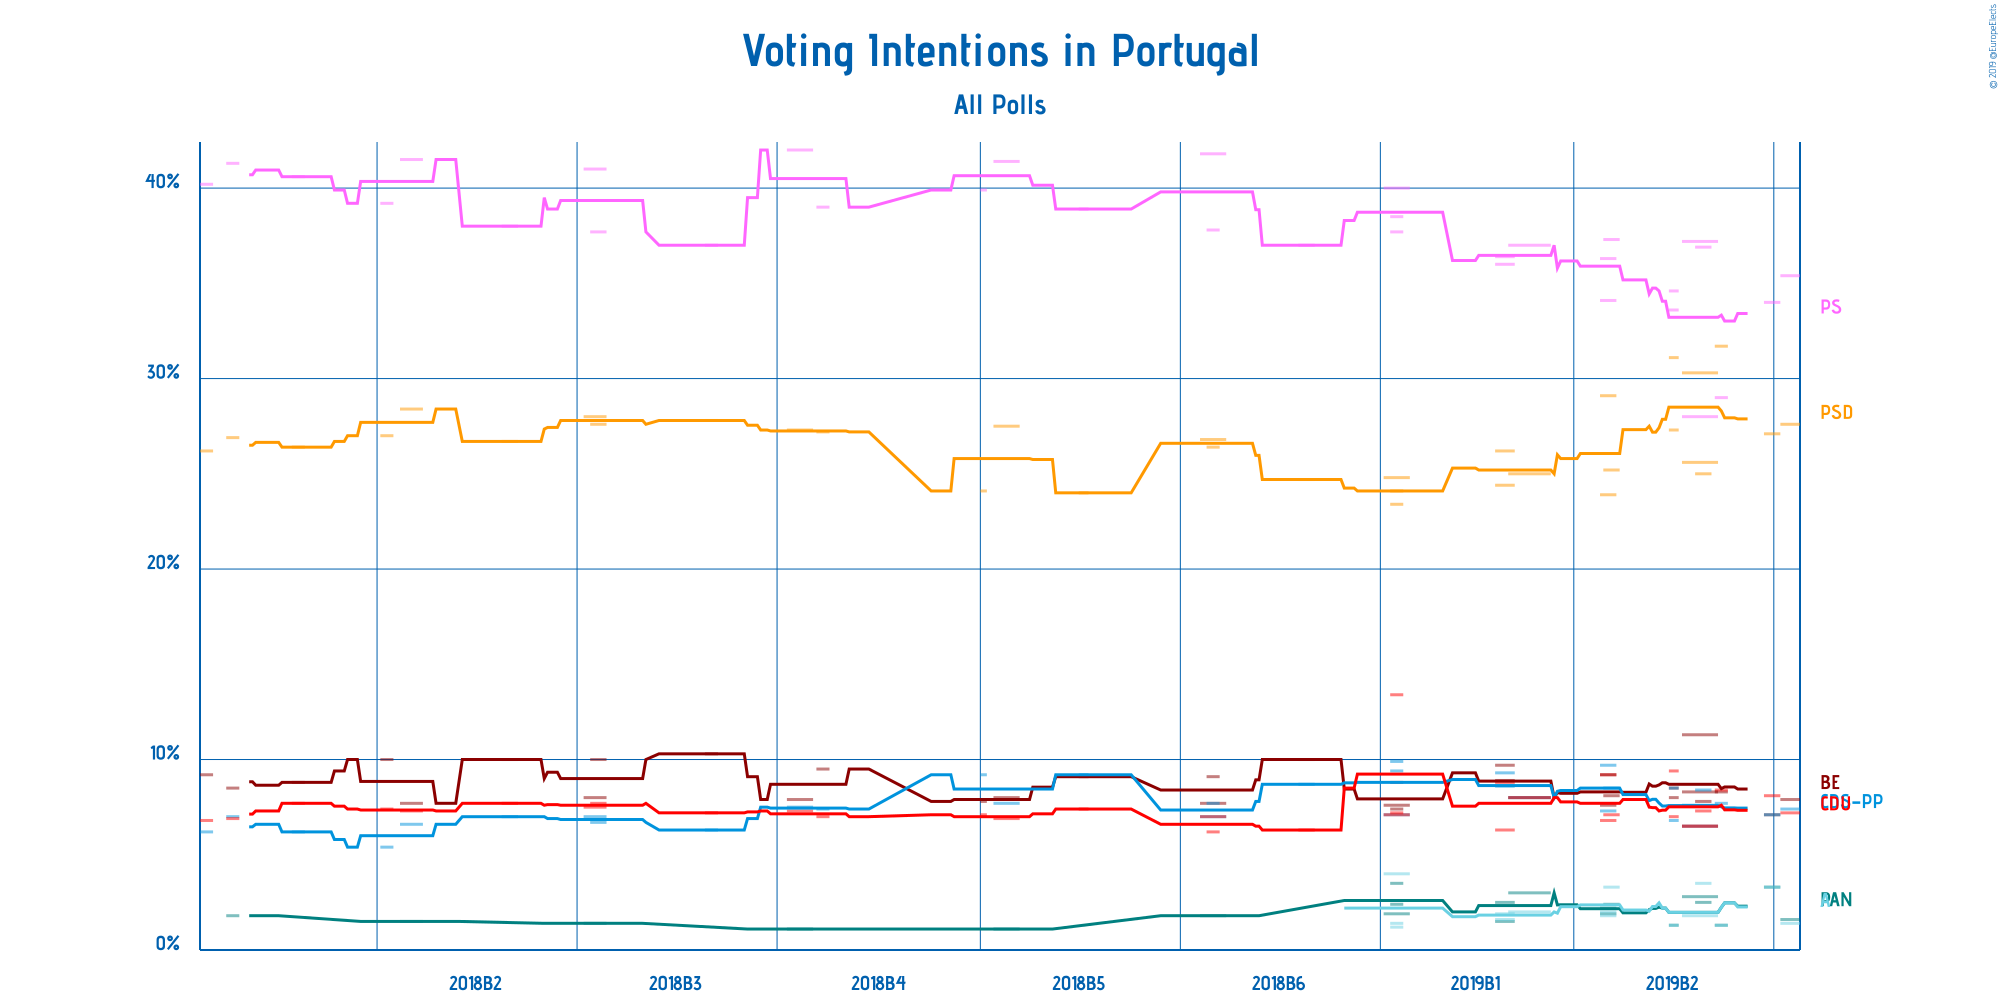 © 2019 @EuropeElects
Voting Intentions in Portugal
All Polls
40%
30%
20%
10%
0%
PS
PSD
BE
CDS-PP
CDU
PAN
A
2018B2 2018B3 2018B4 2018B5 2018B6 2019B1 2019B2